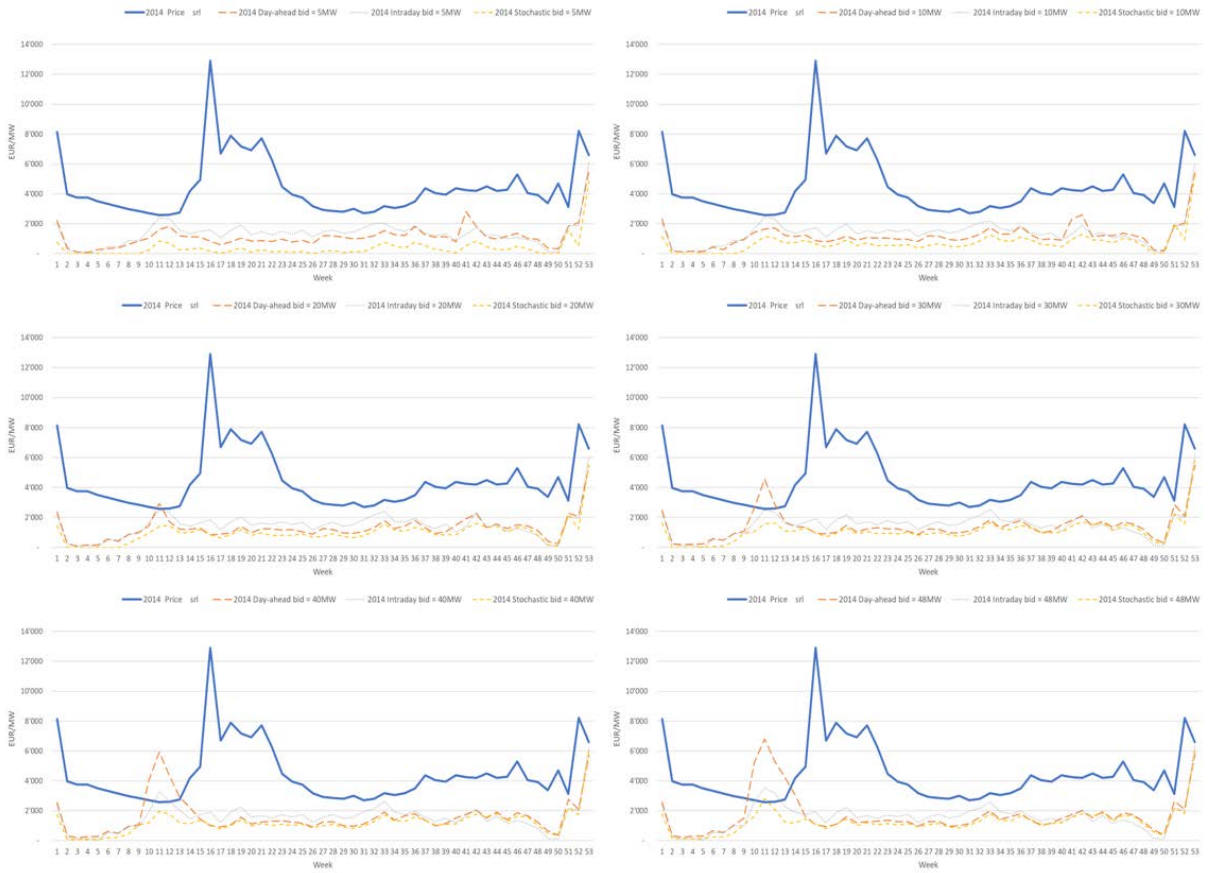 2014 Price srl 2014 Day-ahead bid = 5MW 2014 Intraday bid = 5MW 2014 Stochastic bid = 5MW
14'000
12'000
10'000
8'000
6'000
4'000
2'000
-
EUR/MW
1 2 3 4 5 6 7 8 9 10 11 12 13 14 15 16 17 18 19 20 21 22 23 24 25 26 27 28 29 30 31 32 33 34 35 36 37 38 39 40 41 42 43 44 45 46 47 48 49 50 51 52 53
Week
2014 Price srl 2014 Day-ahead bid = 10MW 2014 Intraday bid = 10MW 2014 Stochastic bid = 10MW
14'000
12'000
10'000
8'000
6'000
4'000
2'000
-
EUR/MW
1 2 3 4 5 6 7 8 9 10 11 12 13 14 15 16 17 18 19 20 21 22 23 24 25 26 27 28 29 30 31 32 33 34 35 36 37 38 39 40 41 42 43 44 45 46 47 48 49 50 51 52 53
Week
2014 Price srl 2014 Day-ahead bid = 20MW 2014 Intraday bid = 20MW 2014 Stochastic bid = 20MW
14'000
12'000
10'000
8'000
6'000
4'000
2'000
-
EUR/MW
1 2 3 4 5 6 7 8 9 10 11 12 13 14 15 16 17 18 19 20 21 22 23 24 25 26 27 28 29 30 31 32 33 34 35 36 37 38 39 40 41 42 43 44 45 46 47 48 49 50 51 52 53
Week
2014 Price srl 2014 Day-ahead bid = 30MW 2014 Intraday bid = 30MW 2014 Stochastic bid = 30MW
14'000
12'000
10'000
8'000
6'000
4'000
2'000
-
EUR/MW
1 2 3 4 5 6 7 8 9 10 11 12 13 14 15 16 17 18 19 20 21 22 23 24 25 26 27 28 29 30 31 32 33 34 35 36 37 38 39 40 41 42 43 44 45 46 47 48 49 50 51 52 53
Week
2014 Price srl 2014 Day-ahead bid = 40MW 2014 Intraday bid = 40MW 2014 Stochastic bid = 40MW
14'000
12'000
10'000
8'000
6'000
4'000
2'000
-
EUR/MW
1 2 3 4 5 6 7 8 9 10 11 12 13 14 15 16 17 18 19 20 21 22 23 24 25 26 27 28 29 30 31 32 33 34 35 36 37 38 39 40 41 42 43 44 45 46 47 48 49 50 51 52 53
Week
2014 Price srl 2014 Day-ahead bid = 48MW 2014 Intraday bid = 48MW 2014 Stochastic bid = 48MW
14'000
12'000
10'000
8'000
6'000
4'000
2'000
-
EUR/MW
1 2 3 4 5 6 7 8 9 10 11 12 13 14 15 16 17 18 19 20 21 22 23 24 25 26 27 28 29 30 31 32 33 34 35 36 37 38 39 40 41 42 43 44 45 46 47 48 49 50 51 52 53
Week